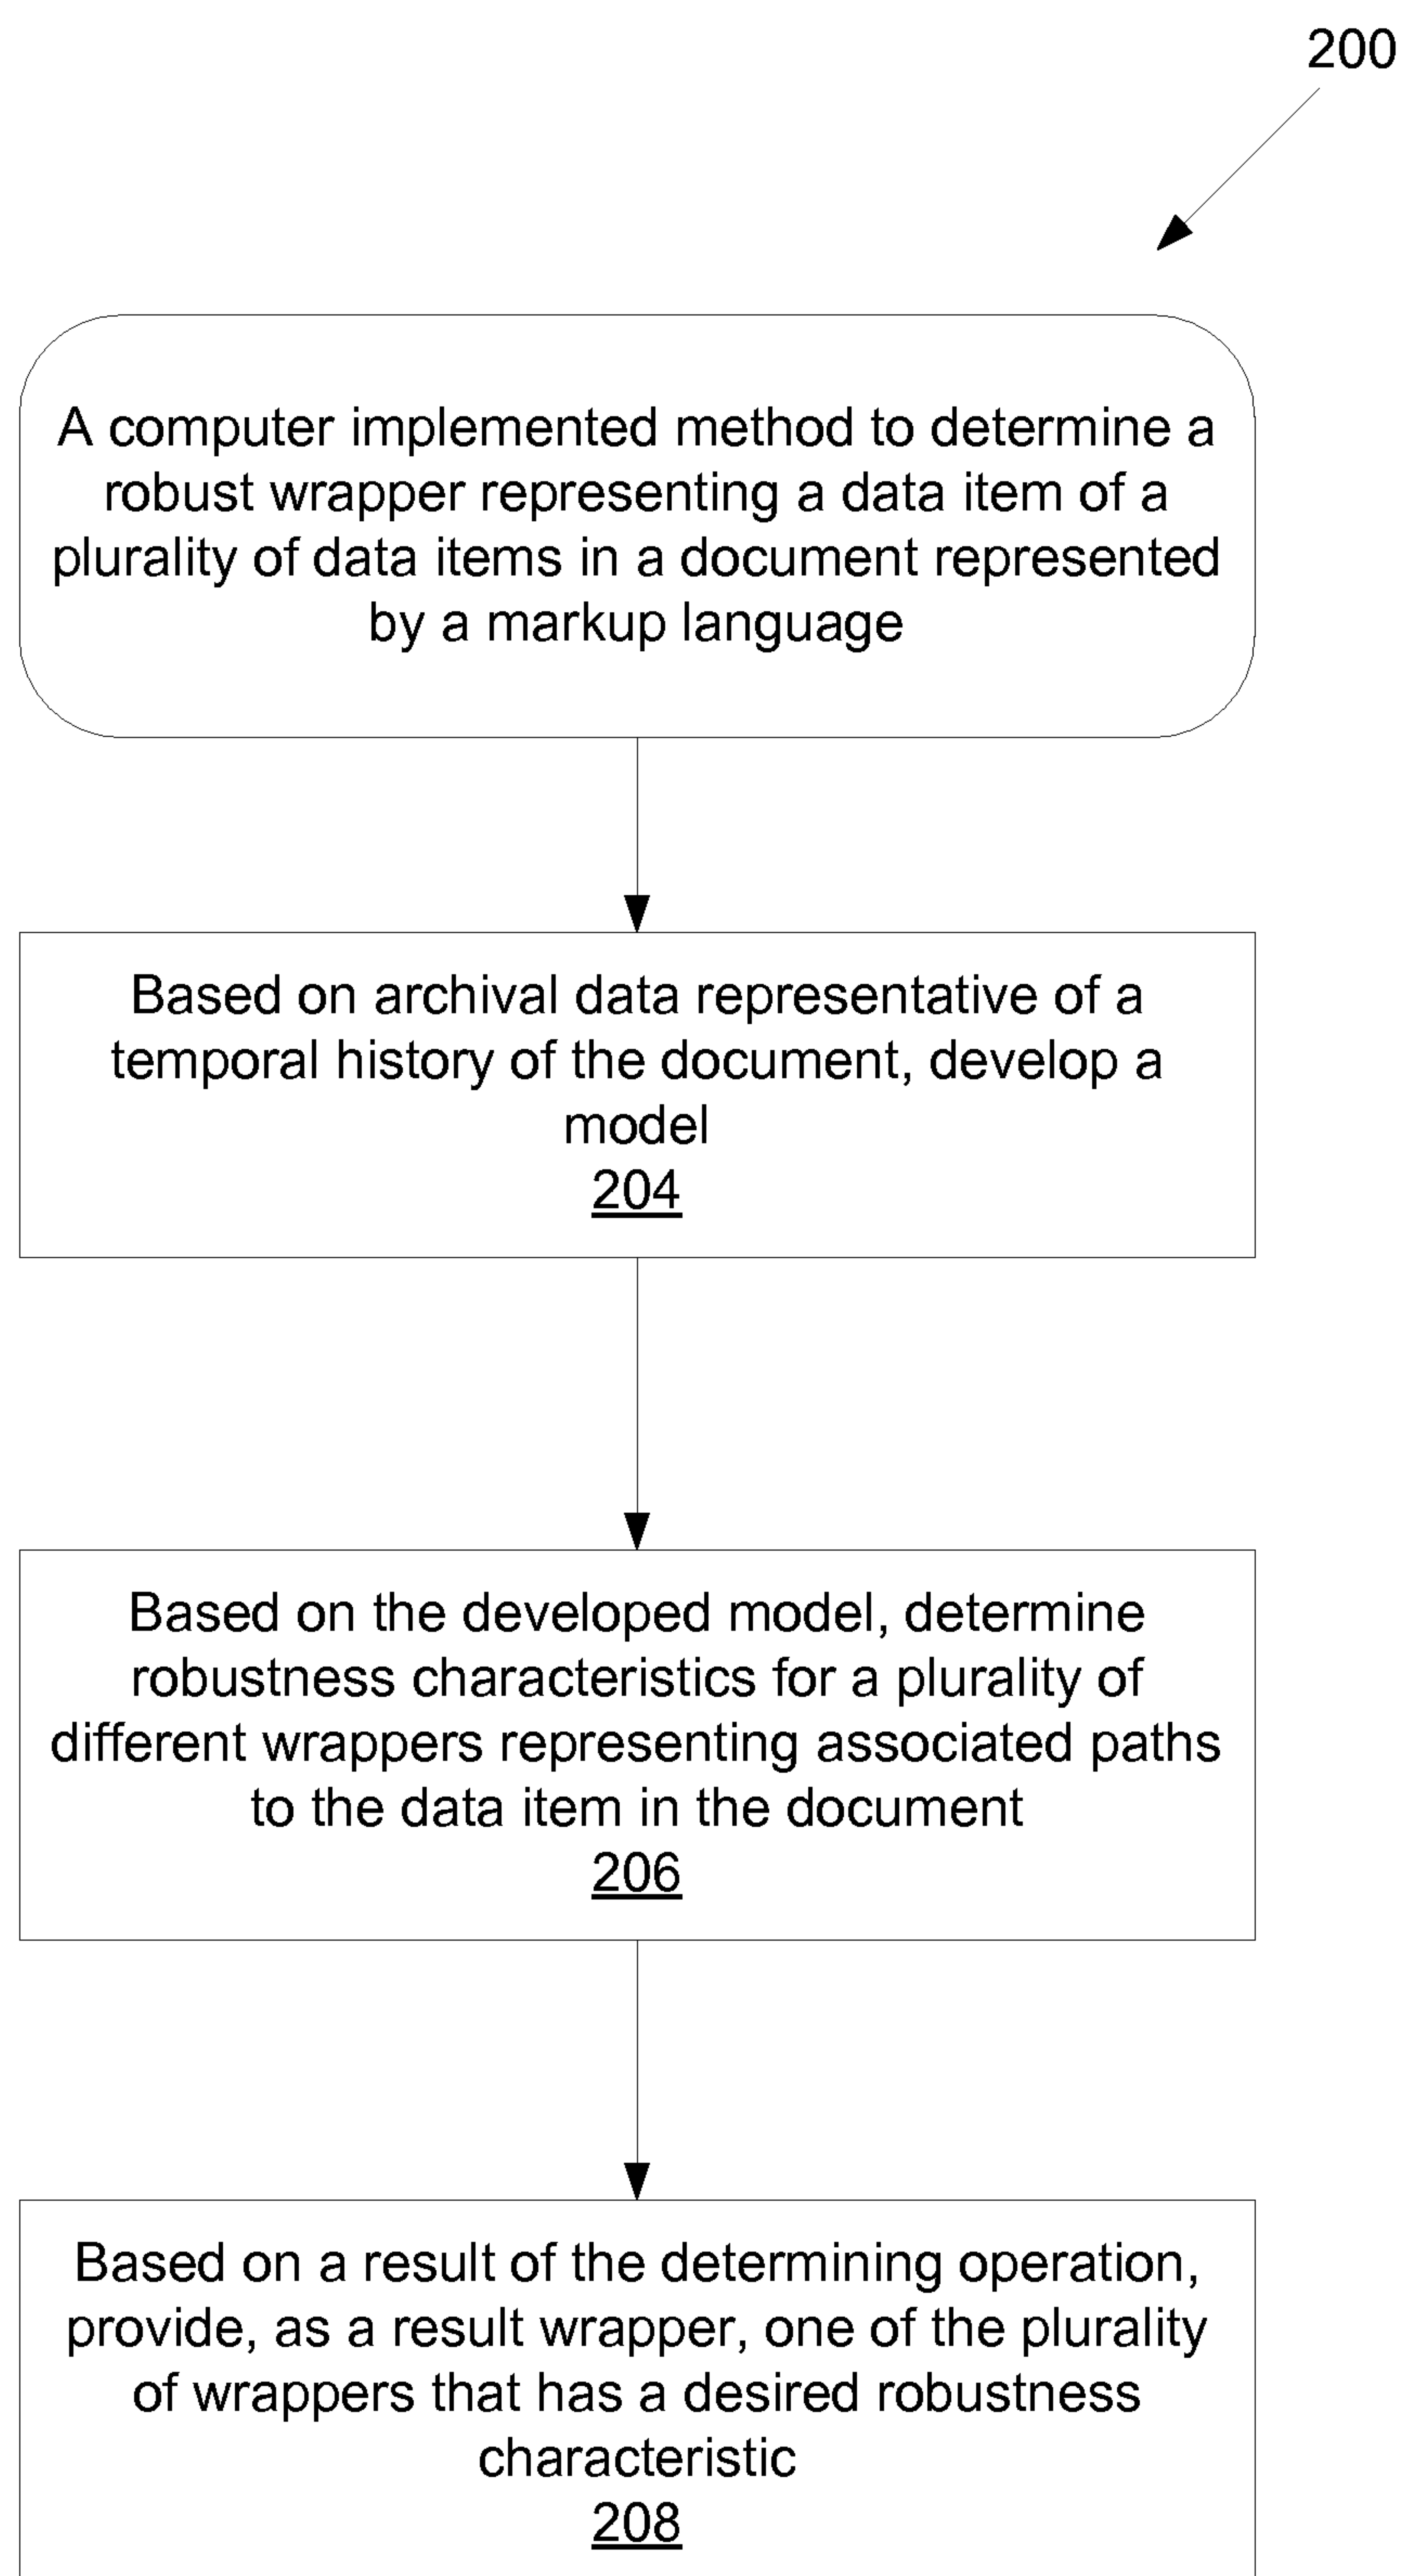 200
A computer implemented method to determine a
robust wrapper representing a data item of a
plurality of data items in a document represented
by a markup language
Based on archival data representative of a
temporal history of the document, develop a
model
204
Based on the developed model, determine
robustness characteristics for a plurality of
different wrappers representing associated paths
to the data item in the document
206
Based on a result of the determining operation,
provide, as a result wrapper, one of the plurality
of wrappers that has a desired robustness
characteristic
208